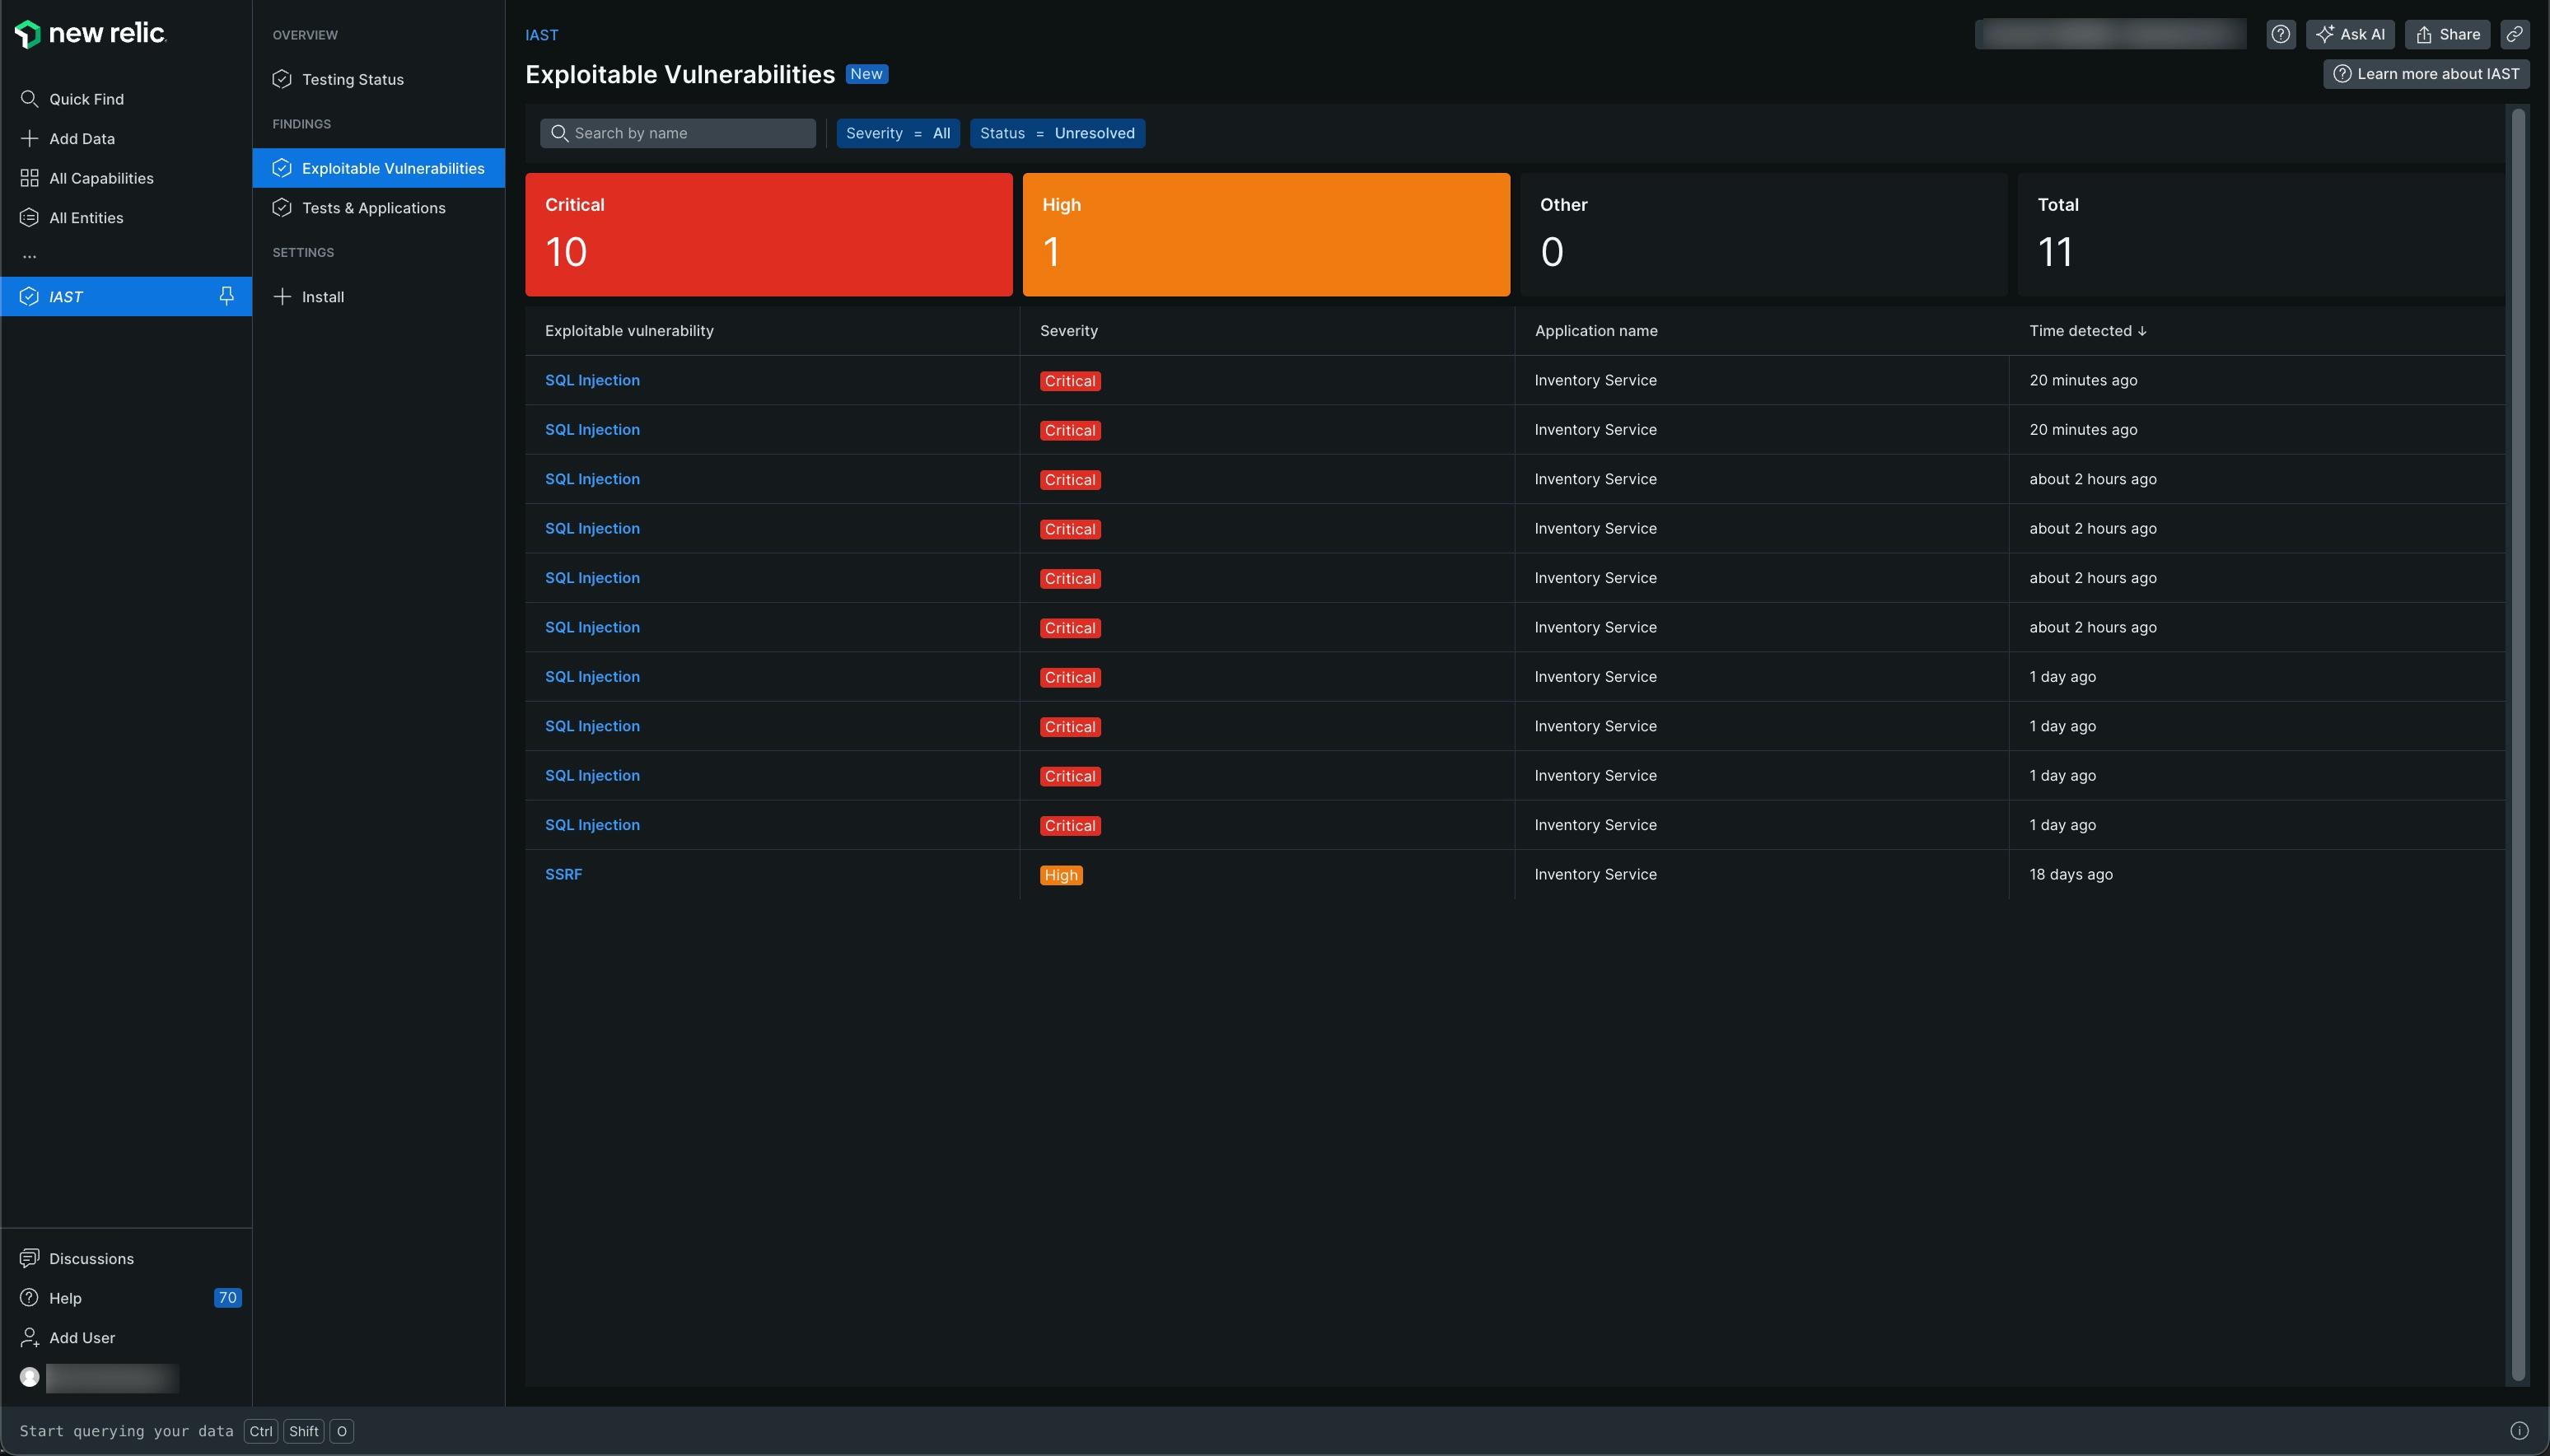 new relic
Quick Find
Add Data
All Capabilities
All Entities
...
IAST
Discussions
Help 70
Add User
OVERVIEW
Testing Status
FINDINGS
Exploitable Vulnerabilities
Tests & Applications
SETTINGS
Install
IAST
Ask AI Share
Exploitable Vulnerabilities New
Learn more about IAST
Search by name Severity = All Status = Unresolved
Critical High Other Total
10 1 0 11
Exploitable vulnerability Severity Application name Time detected ↓
SQL Injection Critical Inventory Service 20 minutes ago
SQL Injection Critical Inventory Service 20 minutes ago
SQL Injection Critical Inventory Service about 2 hours ago
SQL Injection Critical Inventory Service about 2 hours ago
SQL Injection Critical Inventory Service about 2 hours ago
SQL Injection Critical Inventory Service about 2 hours ago
SQL Injection Critical Inventory Service 1 day ago
SQL Injection Critical Inventory Service 1 day ago
SQL Injection Critical Inventory Service 1 day ago
SQL Injection Critical Inventory Service 1 day ago
SSRF High Inventory Service 18 days ago
Start querying your data Ctrl Shift O